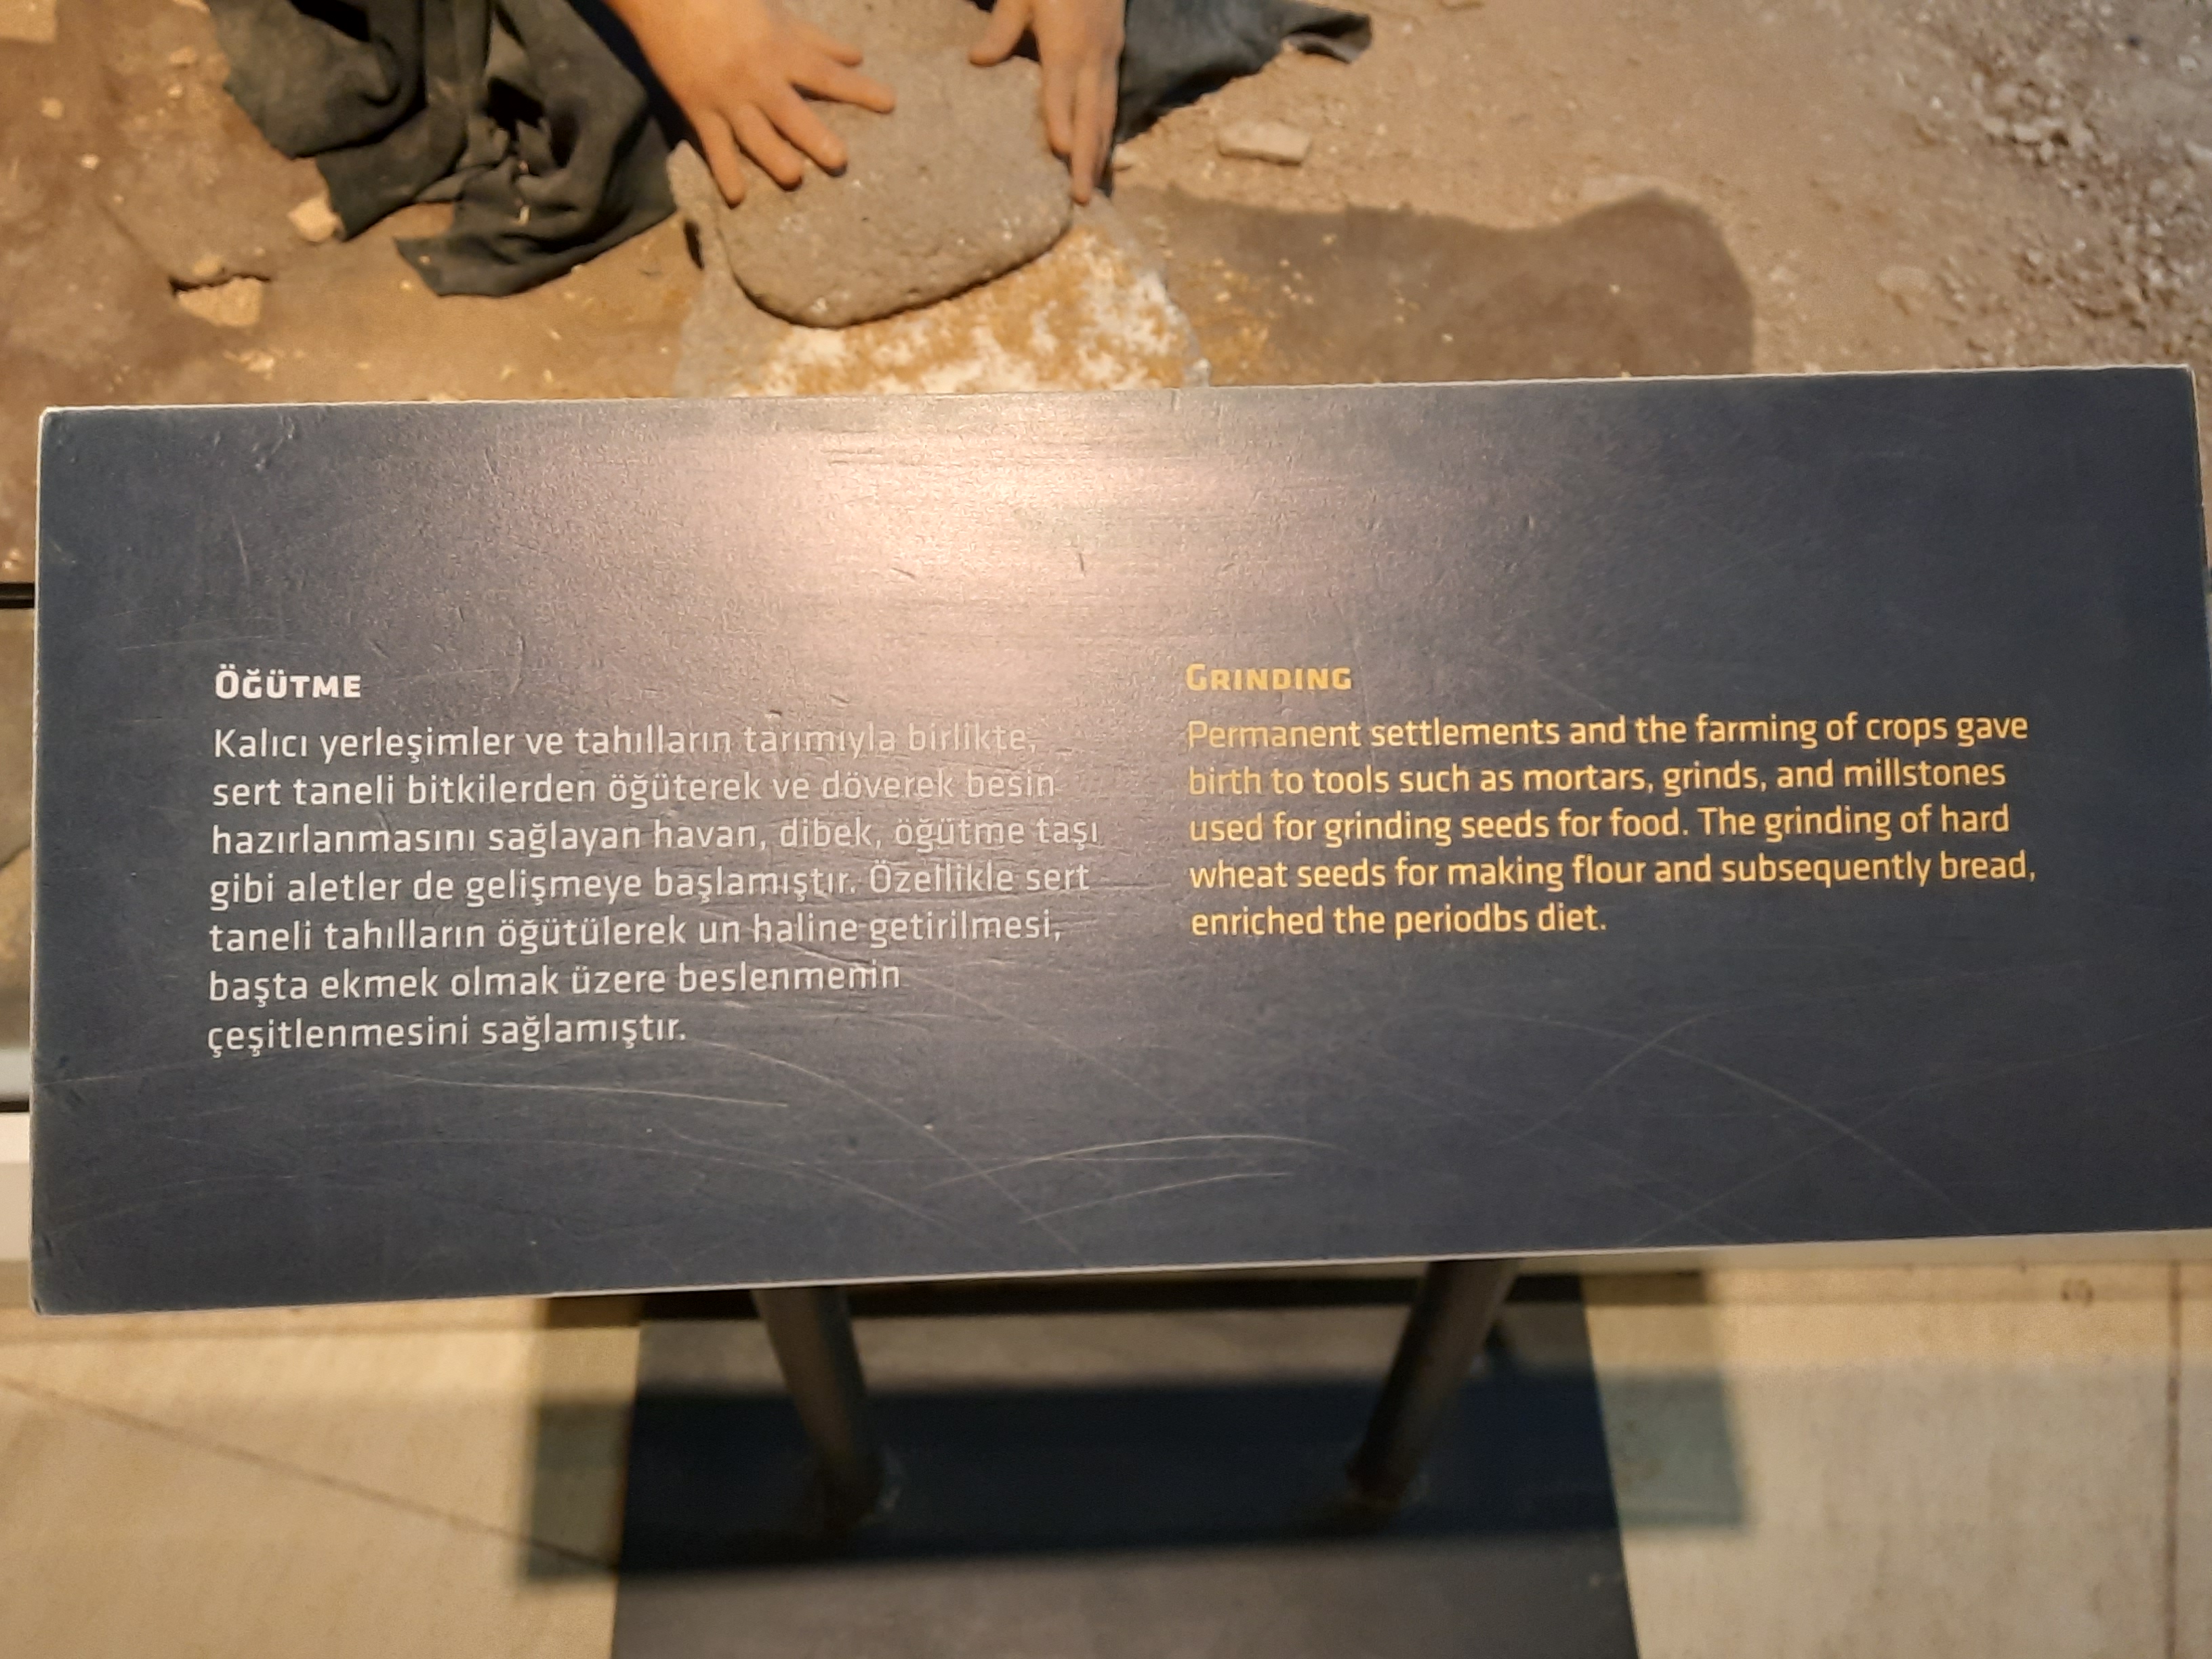 ÖĞÜTME
Kalıcı yerleşimler ve tahılların tarımıyla birlikte,
sert taneli bitkilerden öğüterek ve döverek besin
hazırlanmasını sağlayan havan, dibek, öğütme taşı
gibi aletler de gelişmeye başlamıştır. Özellikle sert
taneli tahılların öğütülerek un haline getirilmesi,
başta ekmek olmak üzere beslenmenin
çeşitlenmesini sağlamıştır.
GRINDING
Permanent settlements and the farming of crops gave
birth to tools such as mortars, grinds, and millstones
used for grinding seeds for food. The grinding of hard
wheat seeds for making flour and subsequently bread,
enriched the periodbs diet.